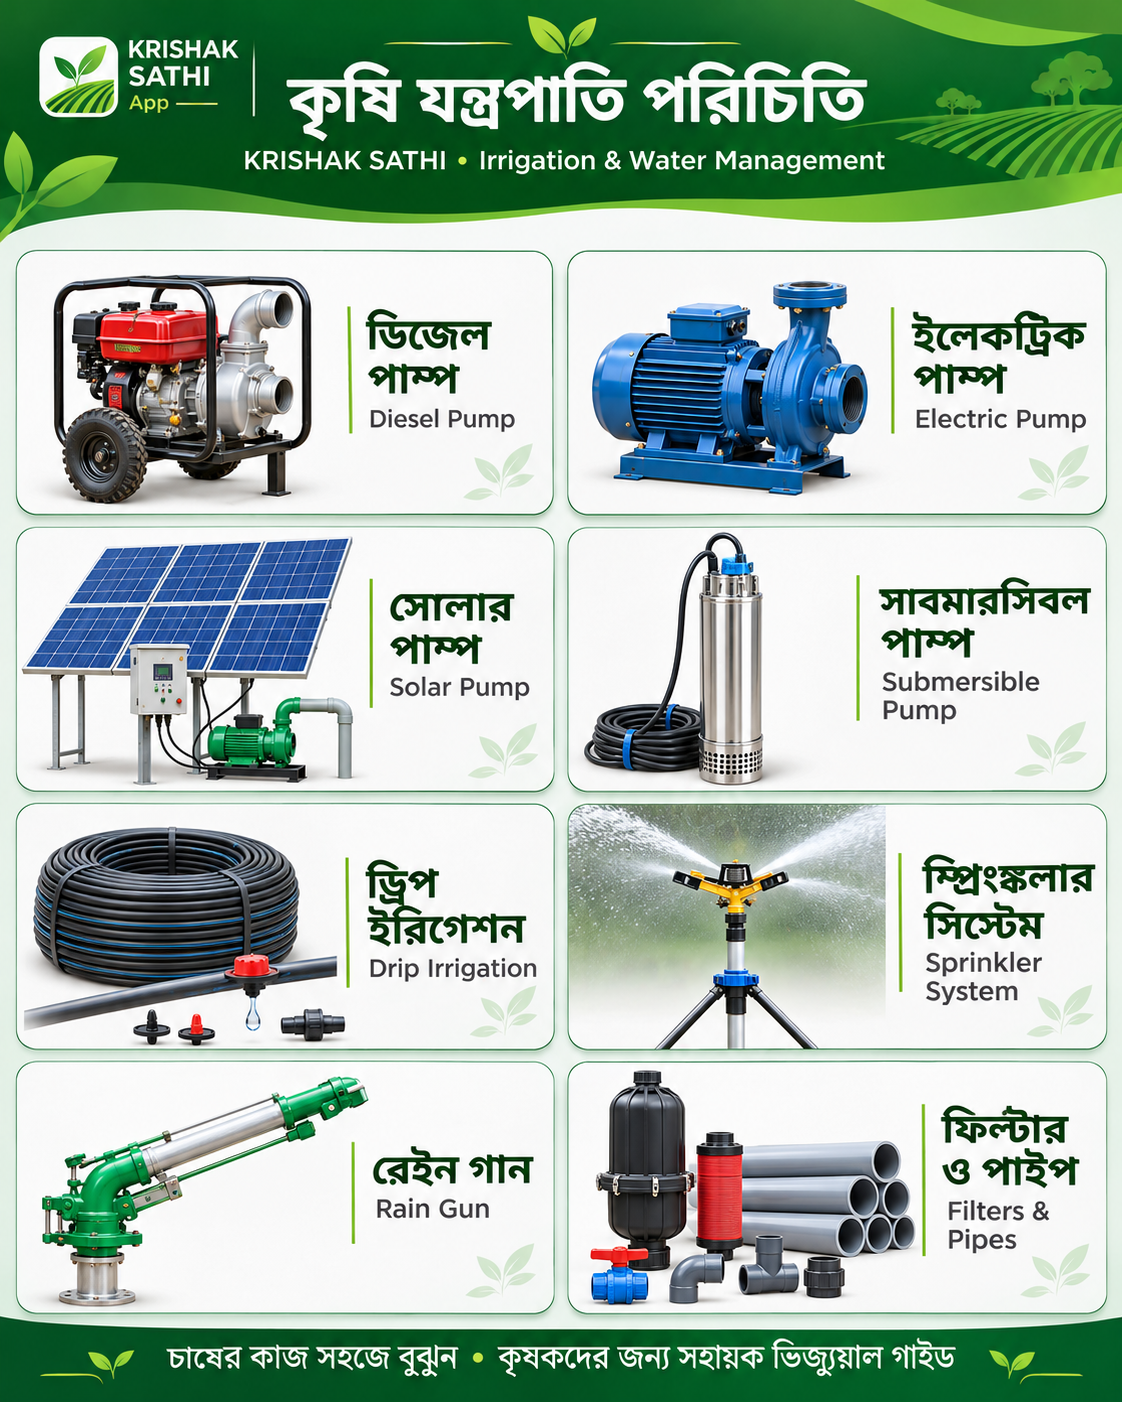 KRISHAK
SATHI
App
কৃষি যন্ত্রপাতি পরিচিতি
KRISHAK SATHI • Irrigation & Water Management
ডিজেল
পাম্প
Diesel Pump
ইলেকট্রিক
পাম্প
Electric Pump
সোলার
পাম্প
Solar Pump
সাবমারসিবল
পাম্প
Submersible
Pump
ড্রিপ
ইরিগেশন
Drip Irrigation
স্প্রিংঙ্কলার
সিস্টেম
Sprinkler
System
রেইন গান
Rain Gun
ফিল্টার
ও পাইপ
Filters &
Pipes
চাষের কাজ সহজে বুঝুন • কৃষকদের জন্য সহায়ক ভিজ্যুয়াল গাইড